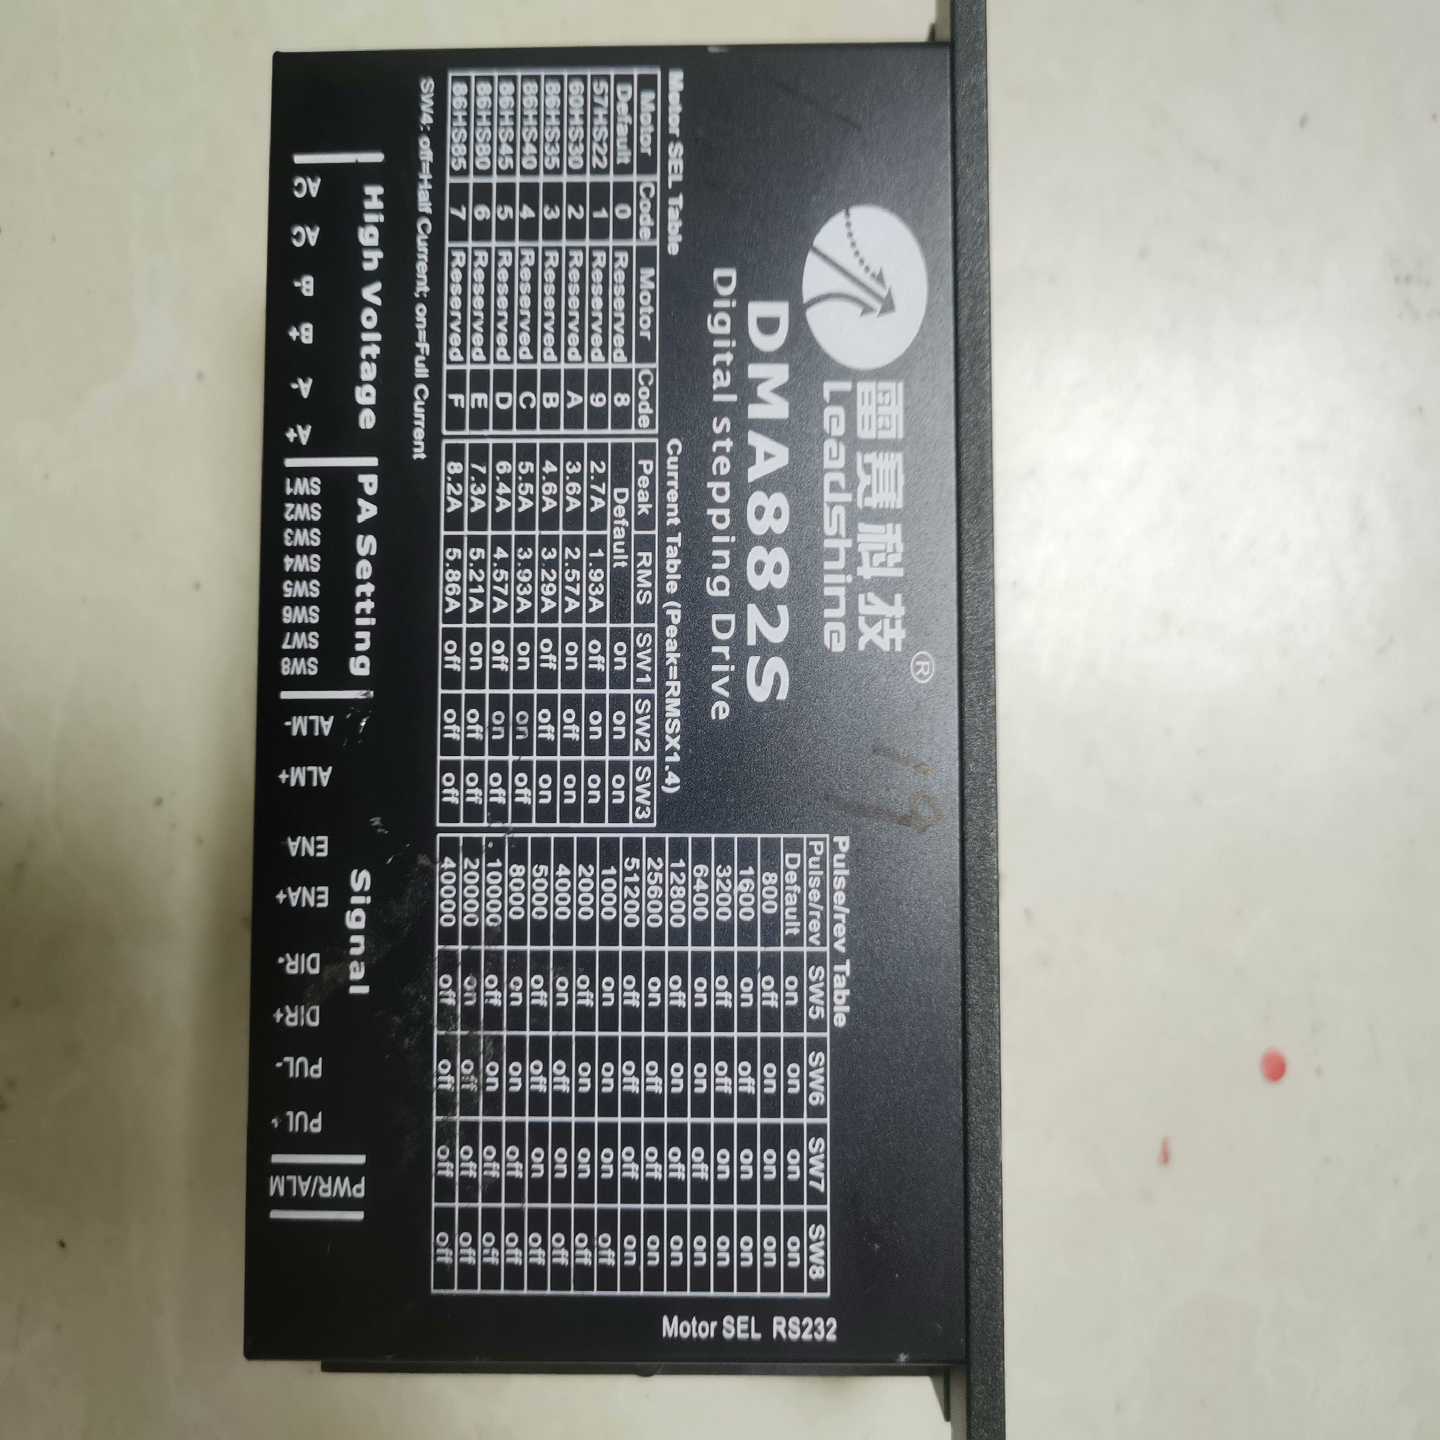 雷赛科技 ®
Leadshine
DMA882S
Digital Stepping Drive
Motor SEL Table
Motor Code Motor Code
Default 0 Reserved 8
57HS22 1 Reserved 9
60HS30 2 Reserved A
86HS35 3 Reserved B
86HS40 4 Reserved C
86HS45 5 Reserved D
86HS80 6 Reserved E
86HS85 7 Reserved F
SW4: off=Half Current; on=Full Current
Current Table (Peak=RMSX1.4)
Peak RMS SW1 SW2 SW3
Default on on on
2.7A 1.93A off on on
3.6A 2.57A on off on
4.6A 3.29A off off on
5.5A 3.93A on on off
6.4A 4.57A off on off
7.3A 5.21A on off off
8.2A 5.86A off off off
Pulse/rev Table
Pulse/rev SW5 SW6 SW7 SW8
Default on on on on
800 off on on on
1600 on off on on
3200 off off on on
6400 on on off on
12800 off on off on
25600 on off off on
51200 off off off on
1000 on on on off
2000 off on on off
4000 on off on off
5000 off off on off
8000 on on off off
10000 off on off off
20000 on off off off
40000 off off off off
Motor SEL RS232
High Voltage
PA Setting
Signal
AC
AC
B-
B+
A-
A+
SW1
SW2
SW3
SW4
SW5
SW6
SW7
SW8
ALM-
ALM+
ENA
ENA+
DIR-
DIR+
PUL-
PUL+
PWR/ALM